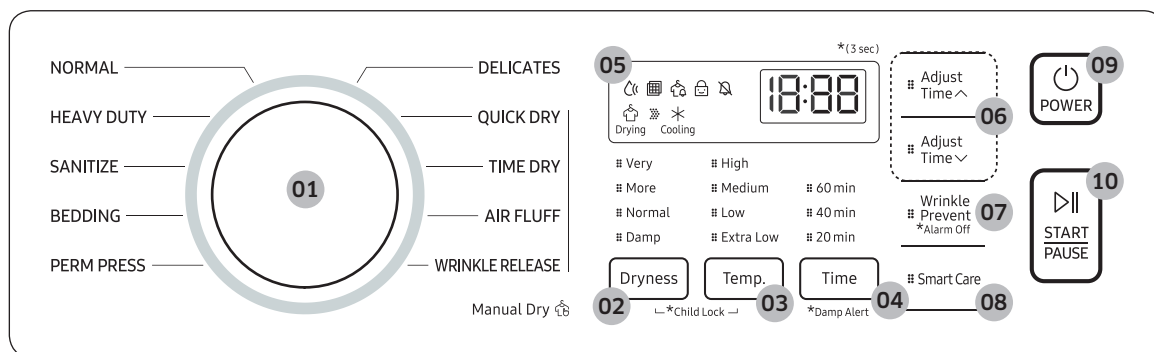 NORMAL
HEAVY DUTY
SANITIZE
BEDDING
PERM PRESS
01
DELICATES
QUICK DRY
TIME DRY
AIR FLUFF
WRINKLE RELEASE
Manual Dry
*(3 sec)
05
18:88
Drying Cooling
Very
More
Normal
Damp
High
Medium
Low
Extra Low
60 min
40 min
20 min
Dryness
02
Temp.
03
*Child Lock
Time
04
*Damp Alert
Adjust
Time
06
Adjust
Time
Wrinkle
Prevent
*Alarm Off
07
Smart Care
08
09
POWER
10
START
PAUSE